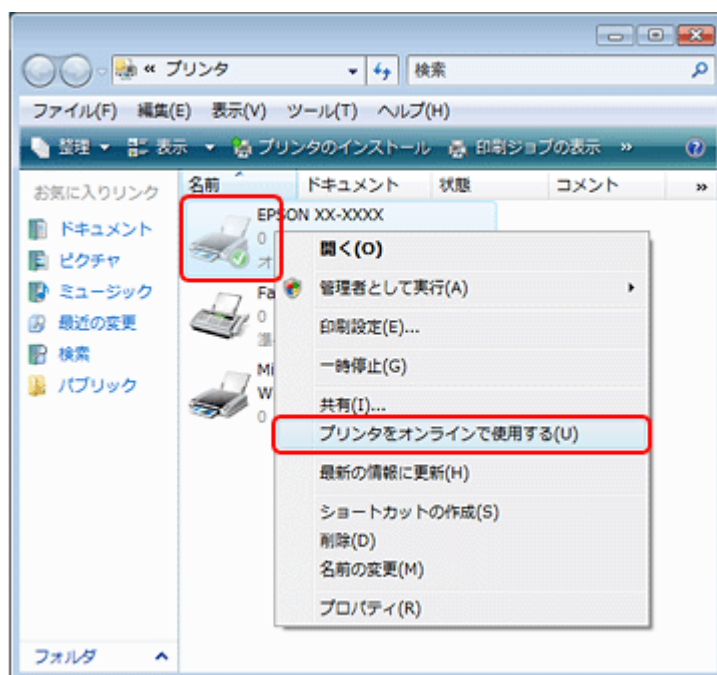 « プリンタ
検索
ファイル(F) 編集(E) 表示(V) ツール(T) ヘルプ(H)
整理 表示 プリンタのインストール 印刷ジョブの表示 »
お気に入りリンク
ドキュメント
ピクチャ
ミュージック
最近の変更
検索
パブリック
フォルダ
名前 ドキュメント 状態 コメント »
EPSON XX-XXXX
0
オ
Fa
0
準
Mi
W
0
開く(O)
管理者として実行(A)
印刷設定(E)...
一時停止(G)
共有(I)...
プリンタをオンラインで使用する(U)
最新の情報に更新(H)
ショートカットの作成(S)
削除(D)
名前の変更(M)
プロパティ(R)